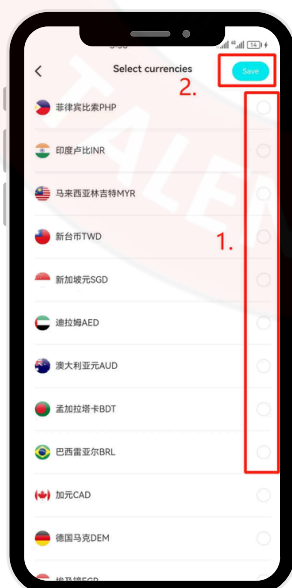 14
Select currencies
Save
2.
菲律宾比索PHP
印度卢比INR
马来西亚林吉特MYR
新台币TWD
1.
新加坡元SGD
迪拉姆AED
澳大利亚元AUD
孟加拉塔卡BDT
巴西雷亚尔BRL
加元CAD
德国马克DEM